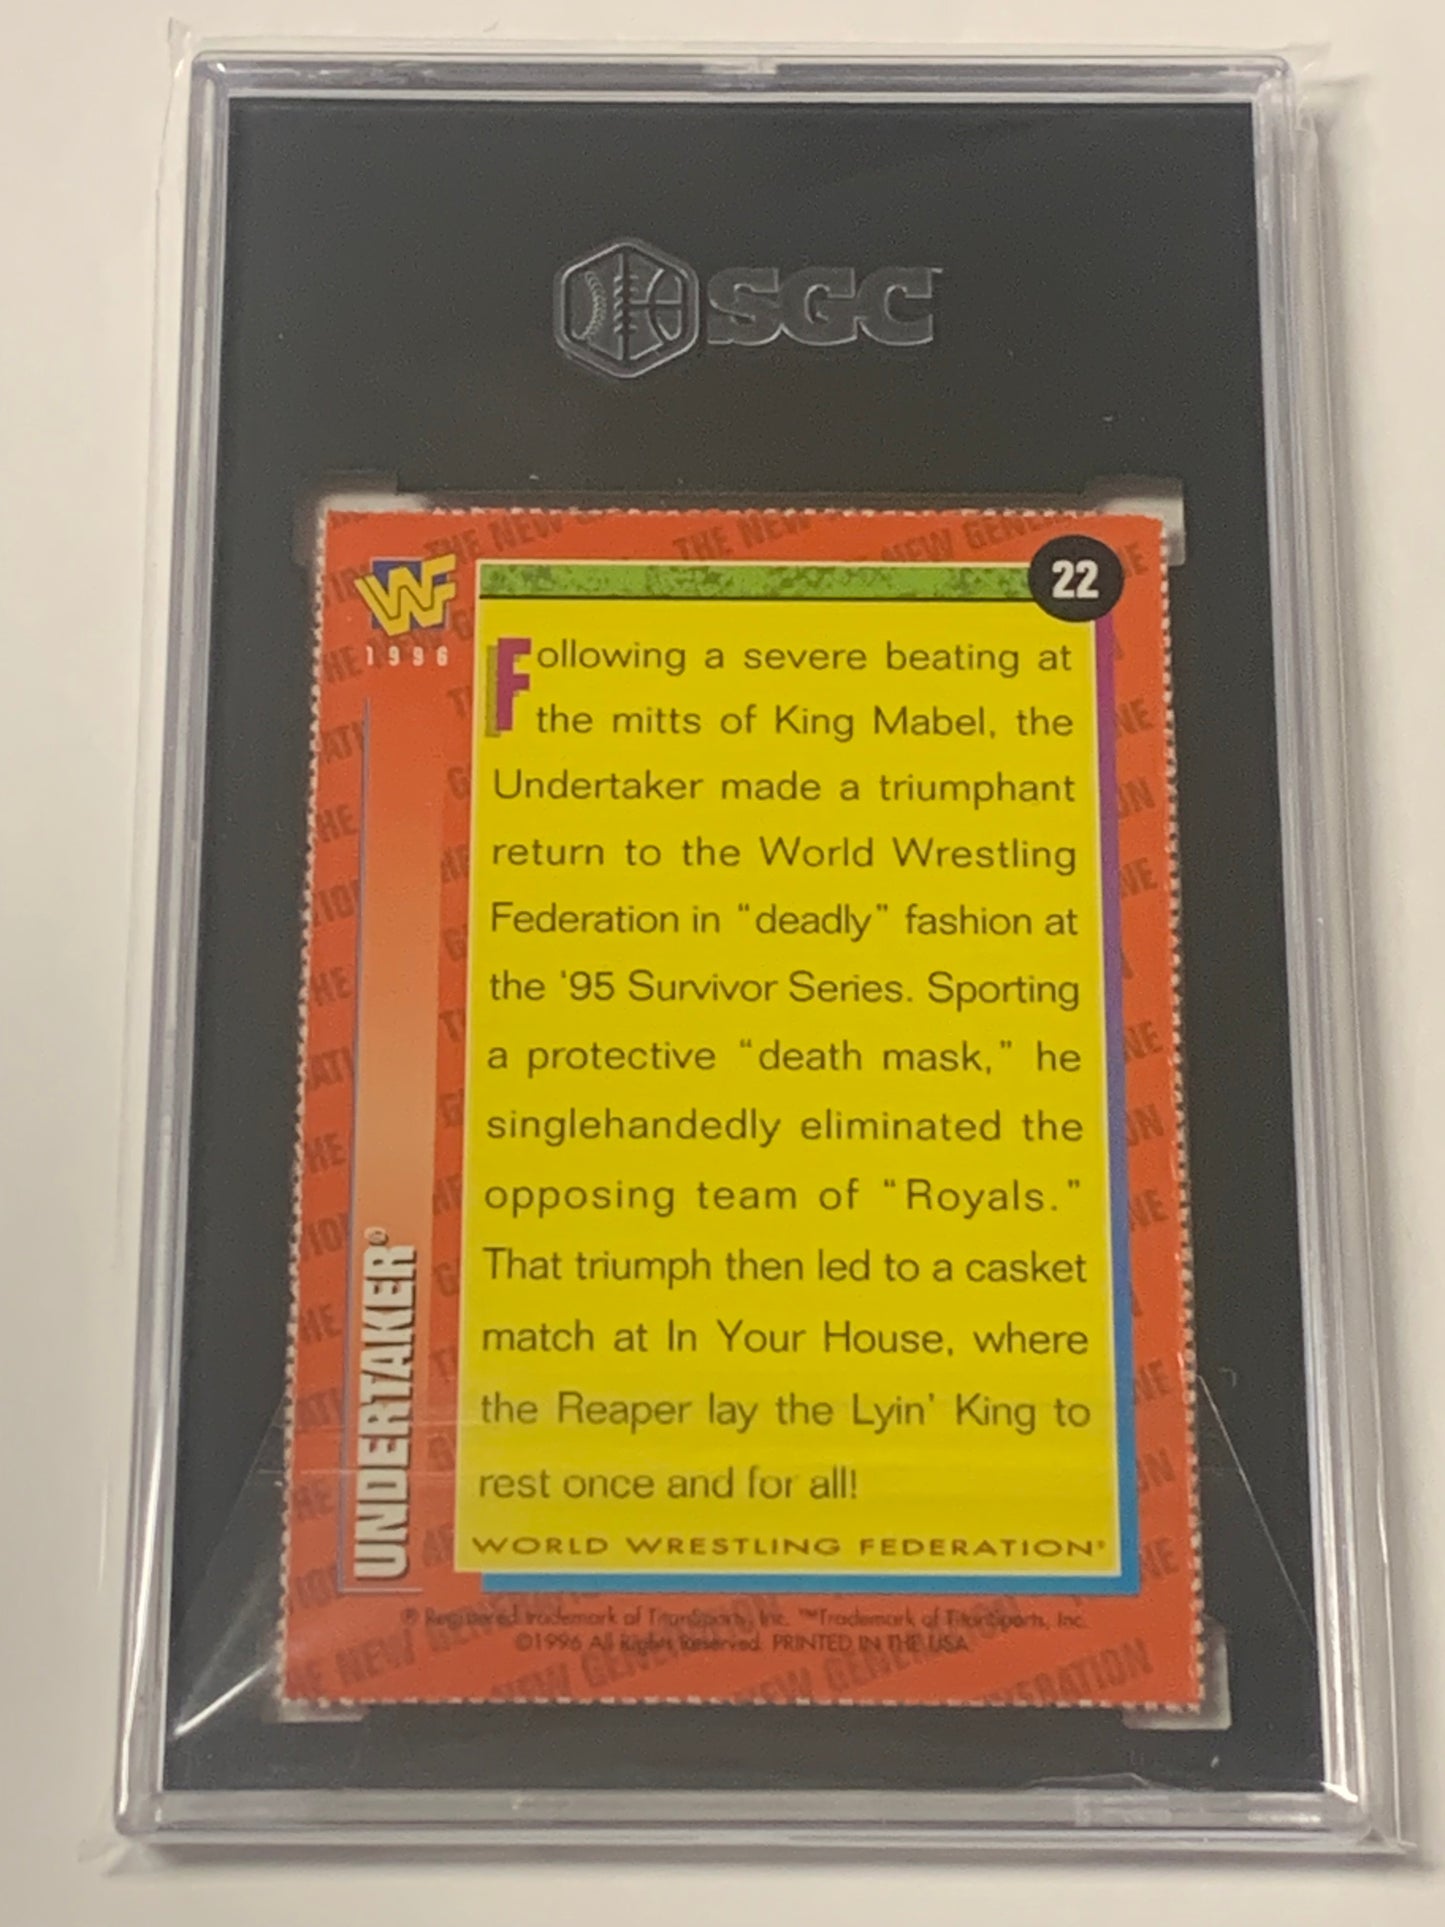 SGC
WF
1996
22
Following a severe beating at
the mitts of King Mabel, the
Undertaker made a triumphant
return to the World Wrestling
Federation in "deadly" fashion at
the '95 Survivor Series. Sporting
a protective "death mask," he
singlehandedly eliminated the
opposing team of "Royals."
That triumph then led to a casket
match at In Your House, where
the Reaper lay the Lyin' King to
rest once and for all!
WORLD WRESTLING FEDERATION®
UNDERTAKER®
® Registered trademark of TitanSports, Inc. ™Trademark of TitanSports, Inc.
©1996 All Rights Reserved. PRINTED IN THE USA
THE NEW GENERATION